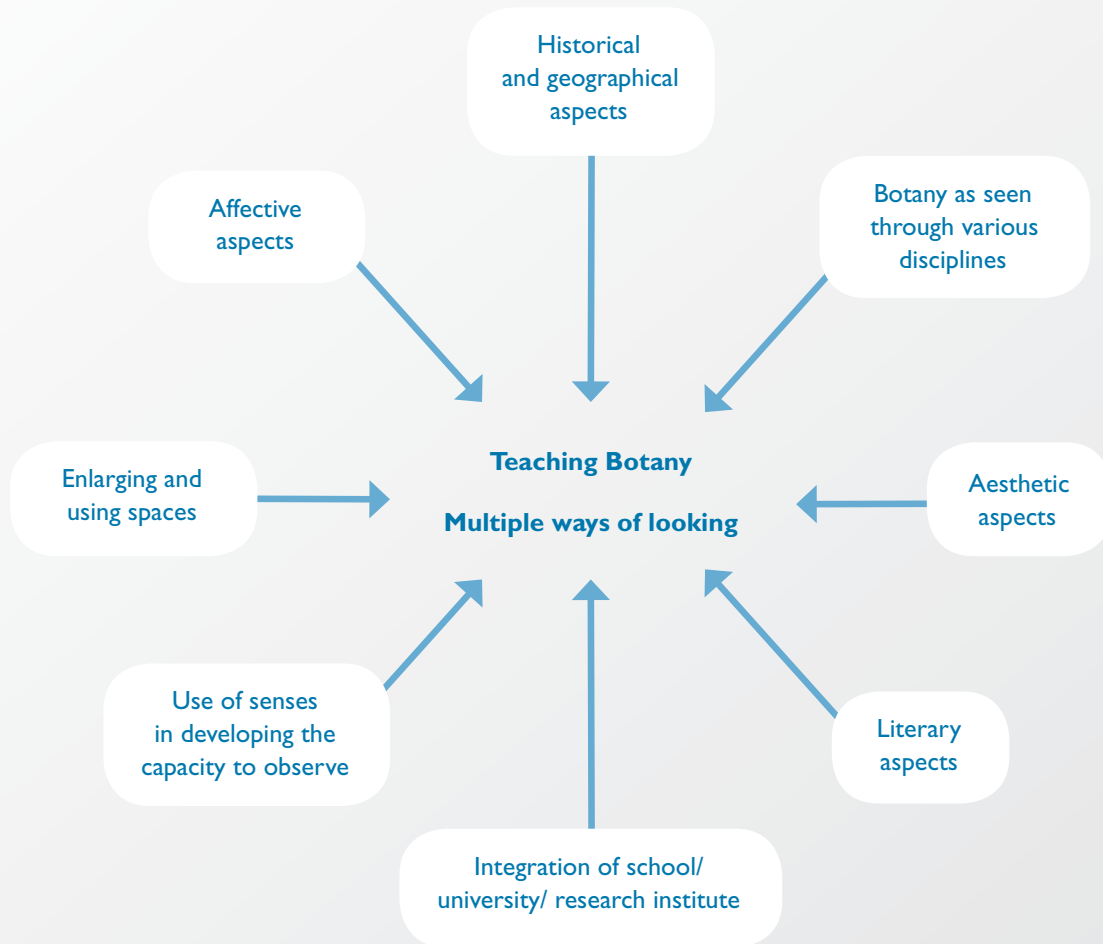 Historical
and geographical
aspects
Affective
aspects
Botany as seen
through various
disciplines
Teaching Botany
Multiple ways of looking
Enlarging and
using spaces
Aesthetic
aspects
Use of senses
in developing the
capacity to observe
Literary
aspects
Integration of school/
university/ research institute